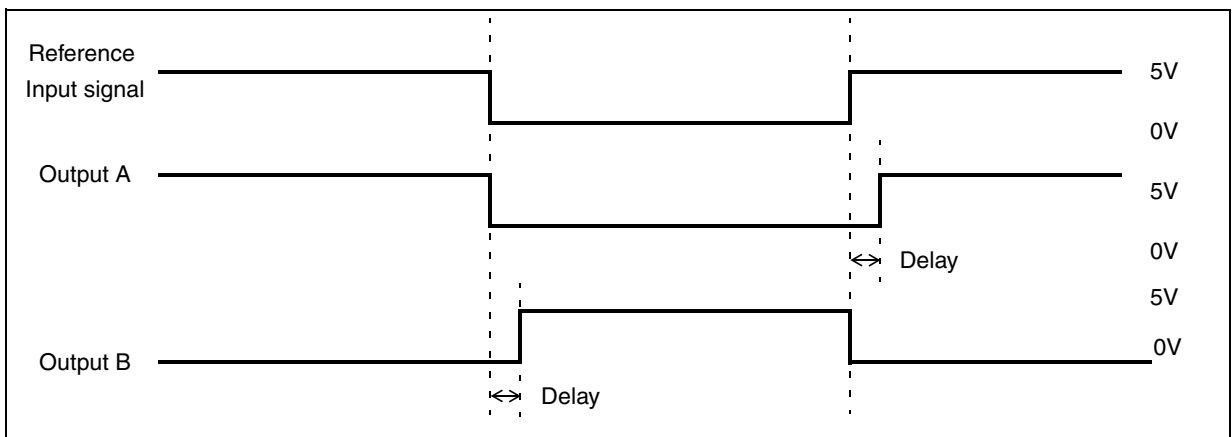 Reference
Input signal
5V
0V
Output A
5V
0V
Delay
5V
Output B
0V
Delay